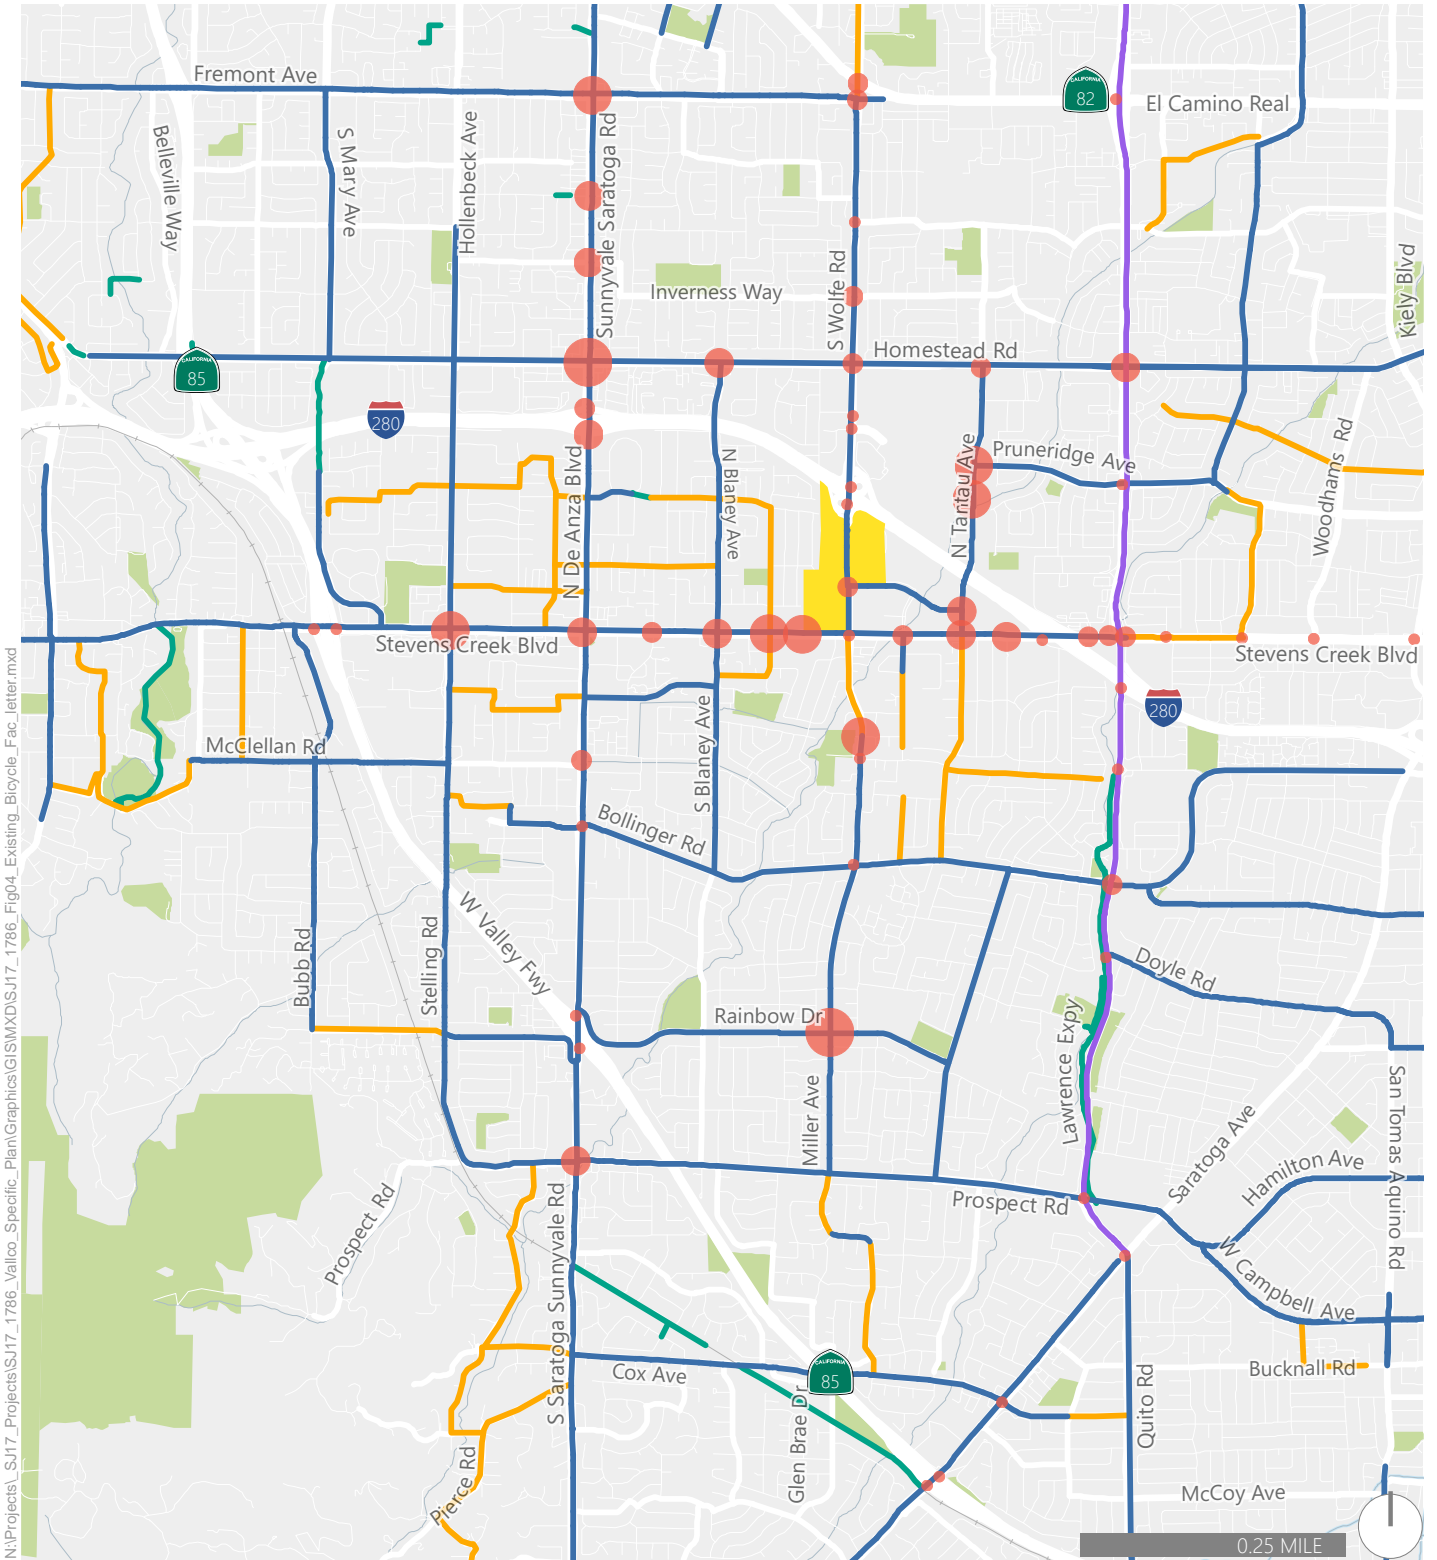 Fremont Ave
Belleville Way
S Mary Ave
Hollenbeck Ave
Sunnyvale Saratoga Rd
CALIFORNIA
82
El Camino Real
Inverness Way
S Wolfe Rd
Kiely Blvd
Homestead Rd
CALIFORNIA
85
280
N De Anza Blvd
N Blaney Ave
N Tantau Ave
Pruneridge Ave
Woodhams Rd
Stevens Creek Blvd
Stevens Creek Blvd
280
McClellan Rd
S Blaney Ave
Bollinger Rd
W Valley Fwy
Bubb Rd
Stelling Rd
Doyle Rd
Rainbow Dr
Lawrence Expy
Miller Ave
Saratoga Ave
Hamilton Ave
San Tomas Aquino Rd
Prospect Rd
Prospect Rd
S Saratoga Sunnyvale Rd
W Campbell Ave
CALIFORNIA
85
Cox Ave
Glen Brae Dr
Bucknall Rd
Quito Rd
Pierce Rd
McCoy Ave
0.25 MILE
N:\Projects\_SJ17_Projects\SJ17_1786_Vallco_Specific_Plan\Graphics\GIS\MXD\SJ17_1786_Fig04_Existing_Bicycle_Fac_letter.mxd